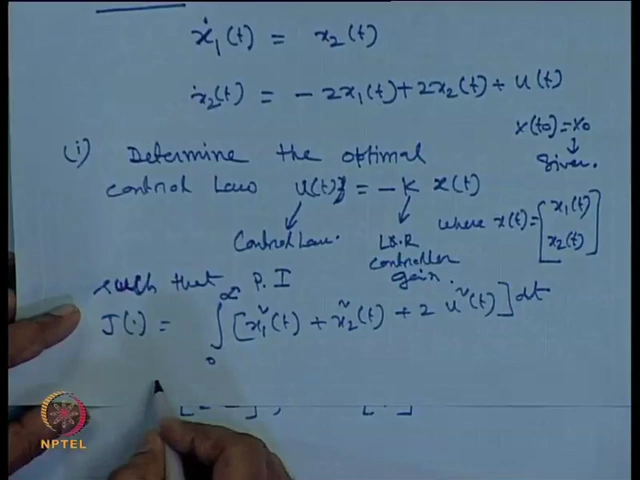 ẋ₁(t) = x₂(t)
ẋ₂(t) = - 2x₁(t) + 2x₂(t) + u(t)
x(t₀) = x₀
Given.
(i) Determine the optimal
control Law u(t) = - K x(t)
Control Law.
L.Q.R controller gain
where x(t) = [x₁(t)
x₂(t)]
such that P.I
J(·) = ∫₀^∞ [x₁²(t) + x₂²(t) + 2 u²(t)] dt
NPTEL